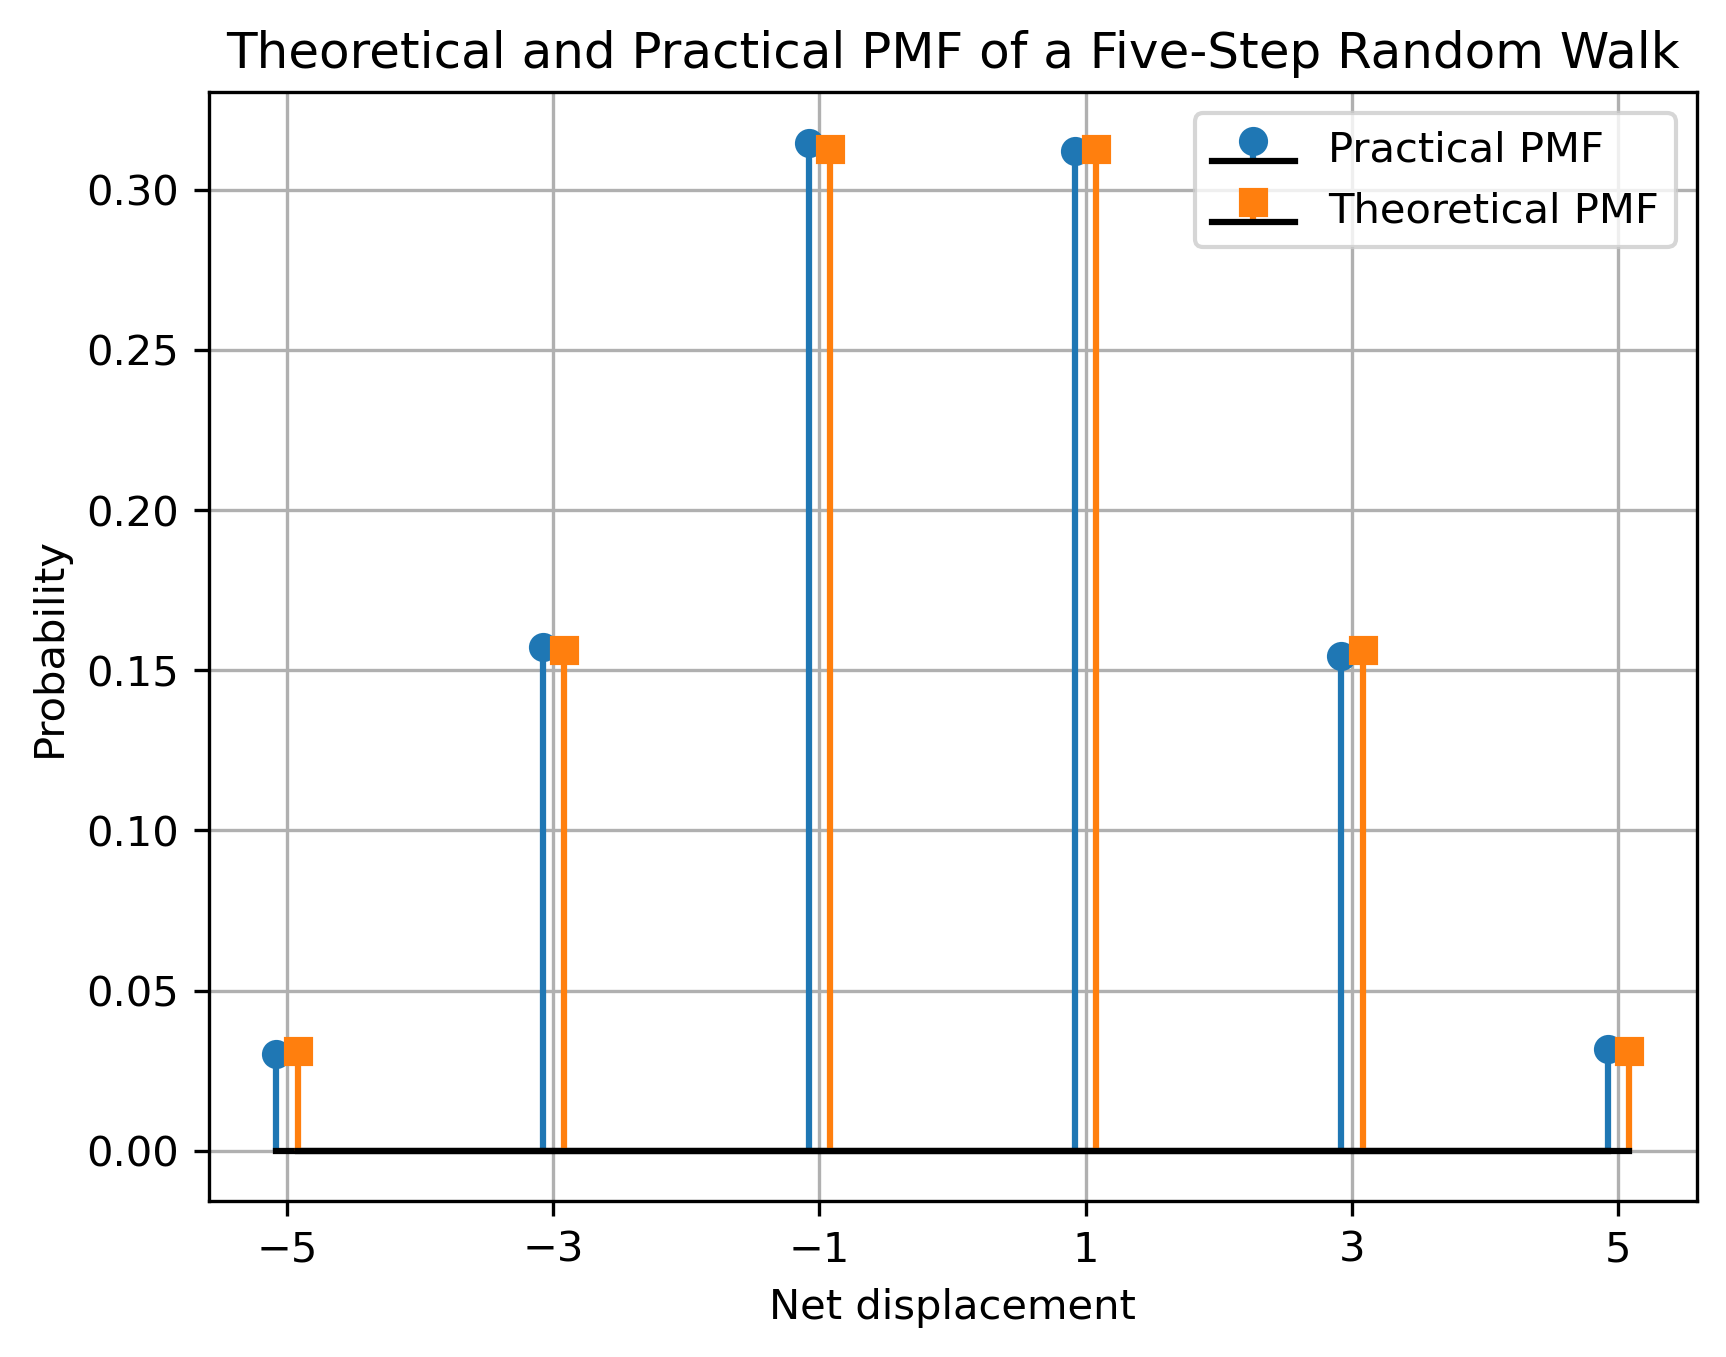 Theoretical and Practical PMF of a Five-Step Random Walk
Practical PMF
Theoretical PMF
Probability
0.30
0.25
0.20
0.15
0.10
0.05
0.00
−5 −3 −1 1 3 5
Net displacement